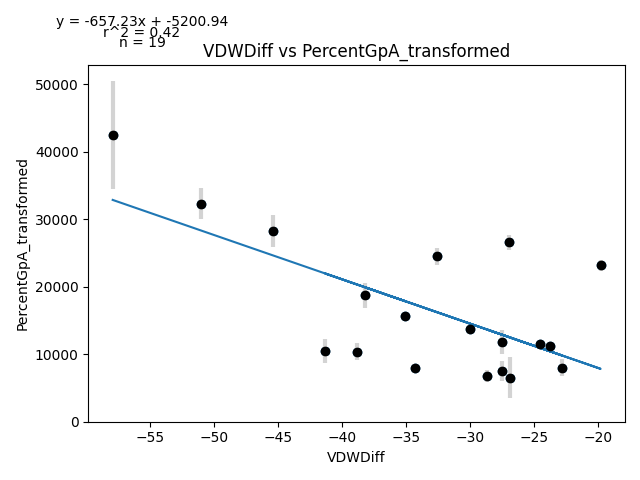 y = -657.23x + -5200.94
r^2 = 0.42
n = 19
VDWDiff vs PercentGpA_transformed
PercentGpA_transformed
50000
40000
30000
20000
10000
0
−55
−50
−45
−40
−35
−30
−25
−20
VDWDiff